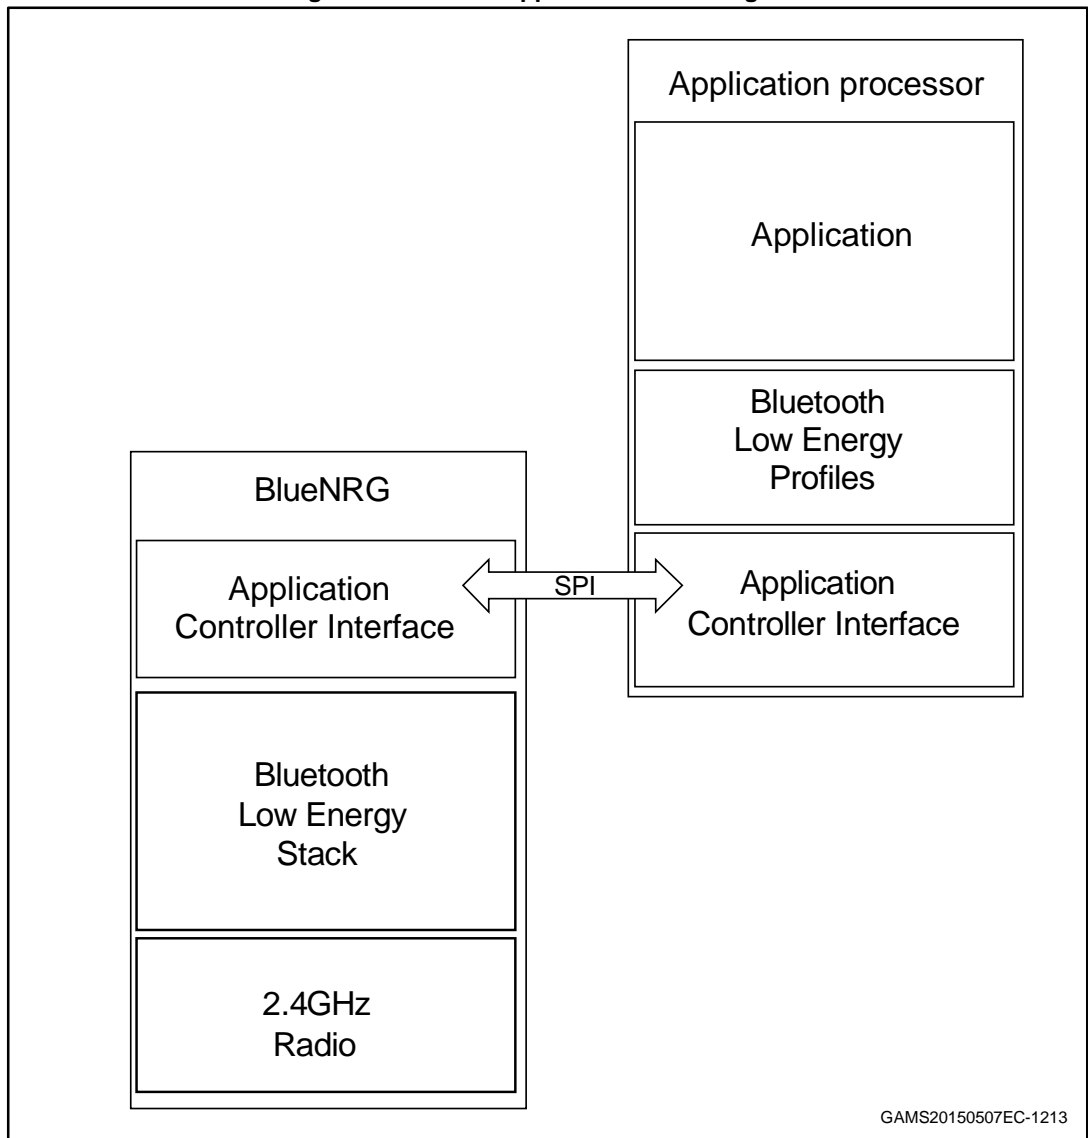 Application processor
Application
Bluetooth
Low Energy
Profiles
BlueNRG
Application
Controller Interface
SPI
Application
Controller Interface
Bluetooth
Low Energy
Stack
2.4GHz
Radio
GAMS20150507EC-1213